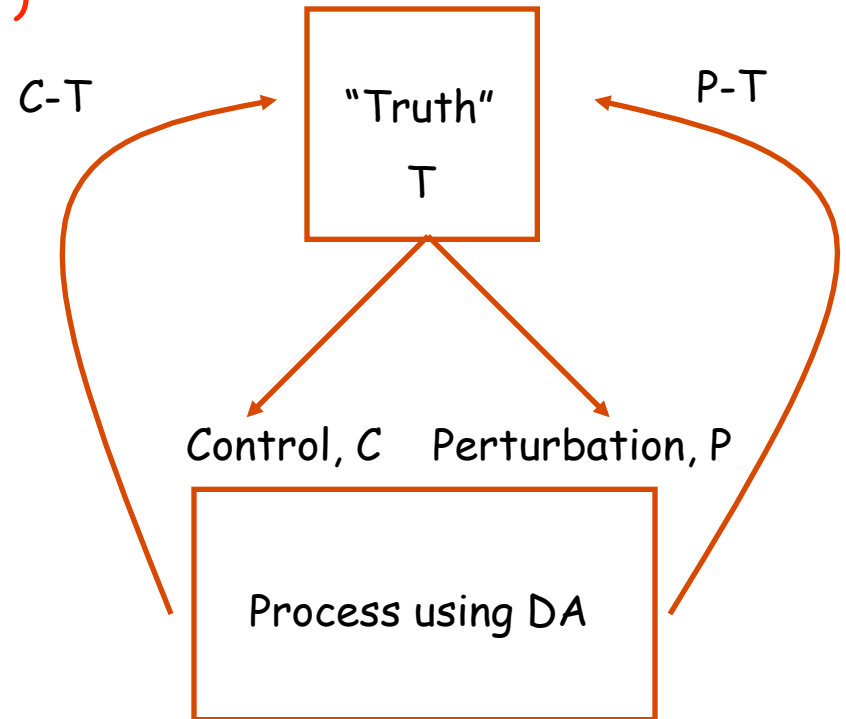 C-T
P-T
“Truth”
T
Control, C
Perturbation, P
Process using DA